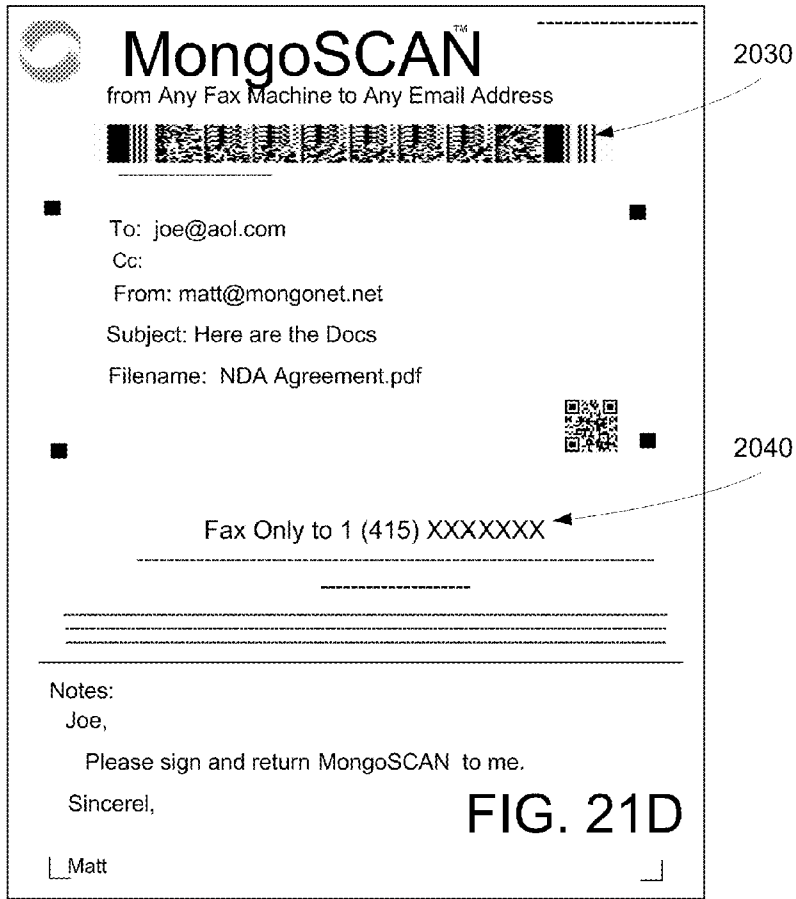 MongoSCAN™
from Any Fax Machine to Any Email Address
2030
To: joe@aol.com
Cc:
From: matt@mongonet.net
Subject: Here are the Docs
Filename: NDA Agreement.pdf
2040
Fax Only to 1 (415) XXXXXXX
Notes:
Joe,
Please sign and return MongoSCAN to me.
Sincerel,
FIG. 21D
Matt